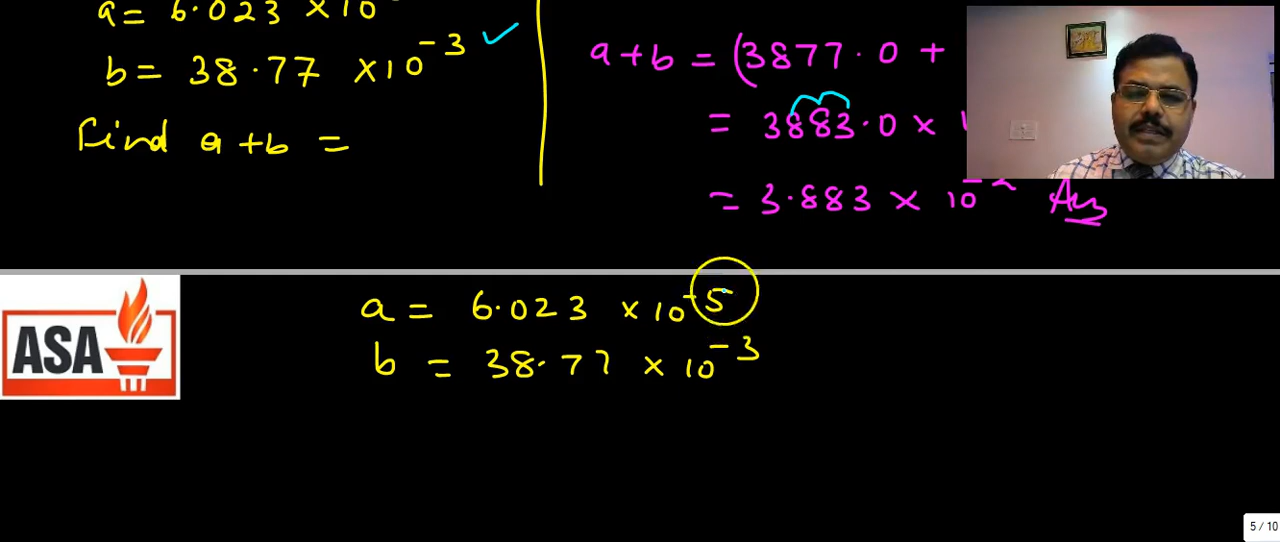 a = 6.023 × 10
b = 38.77 × 10⁻³
Find a + b =
a + b = (3877.0 +
= 3883.0 ×
= 3.883 × 10⁻² Ans
ASA
a = 6.023 × 10⁻⁵
b = 38.77 × 10⁻³
5 / 10